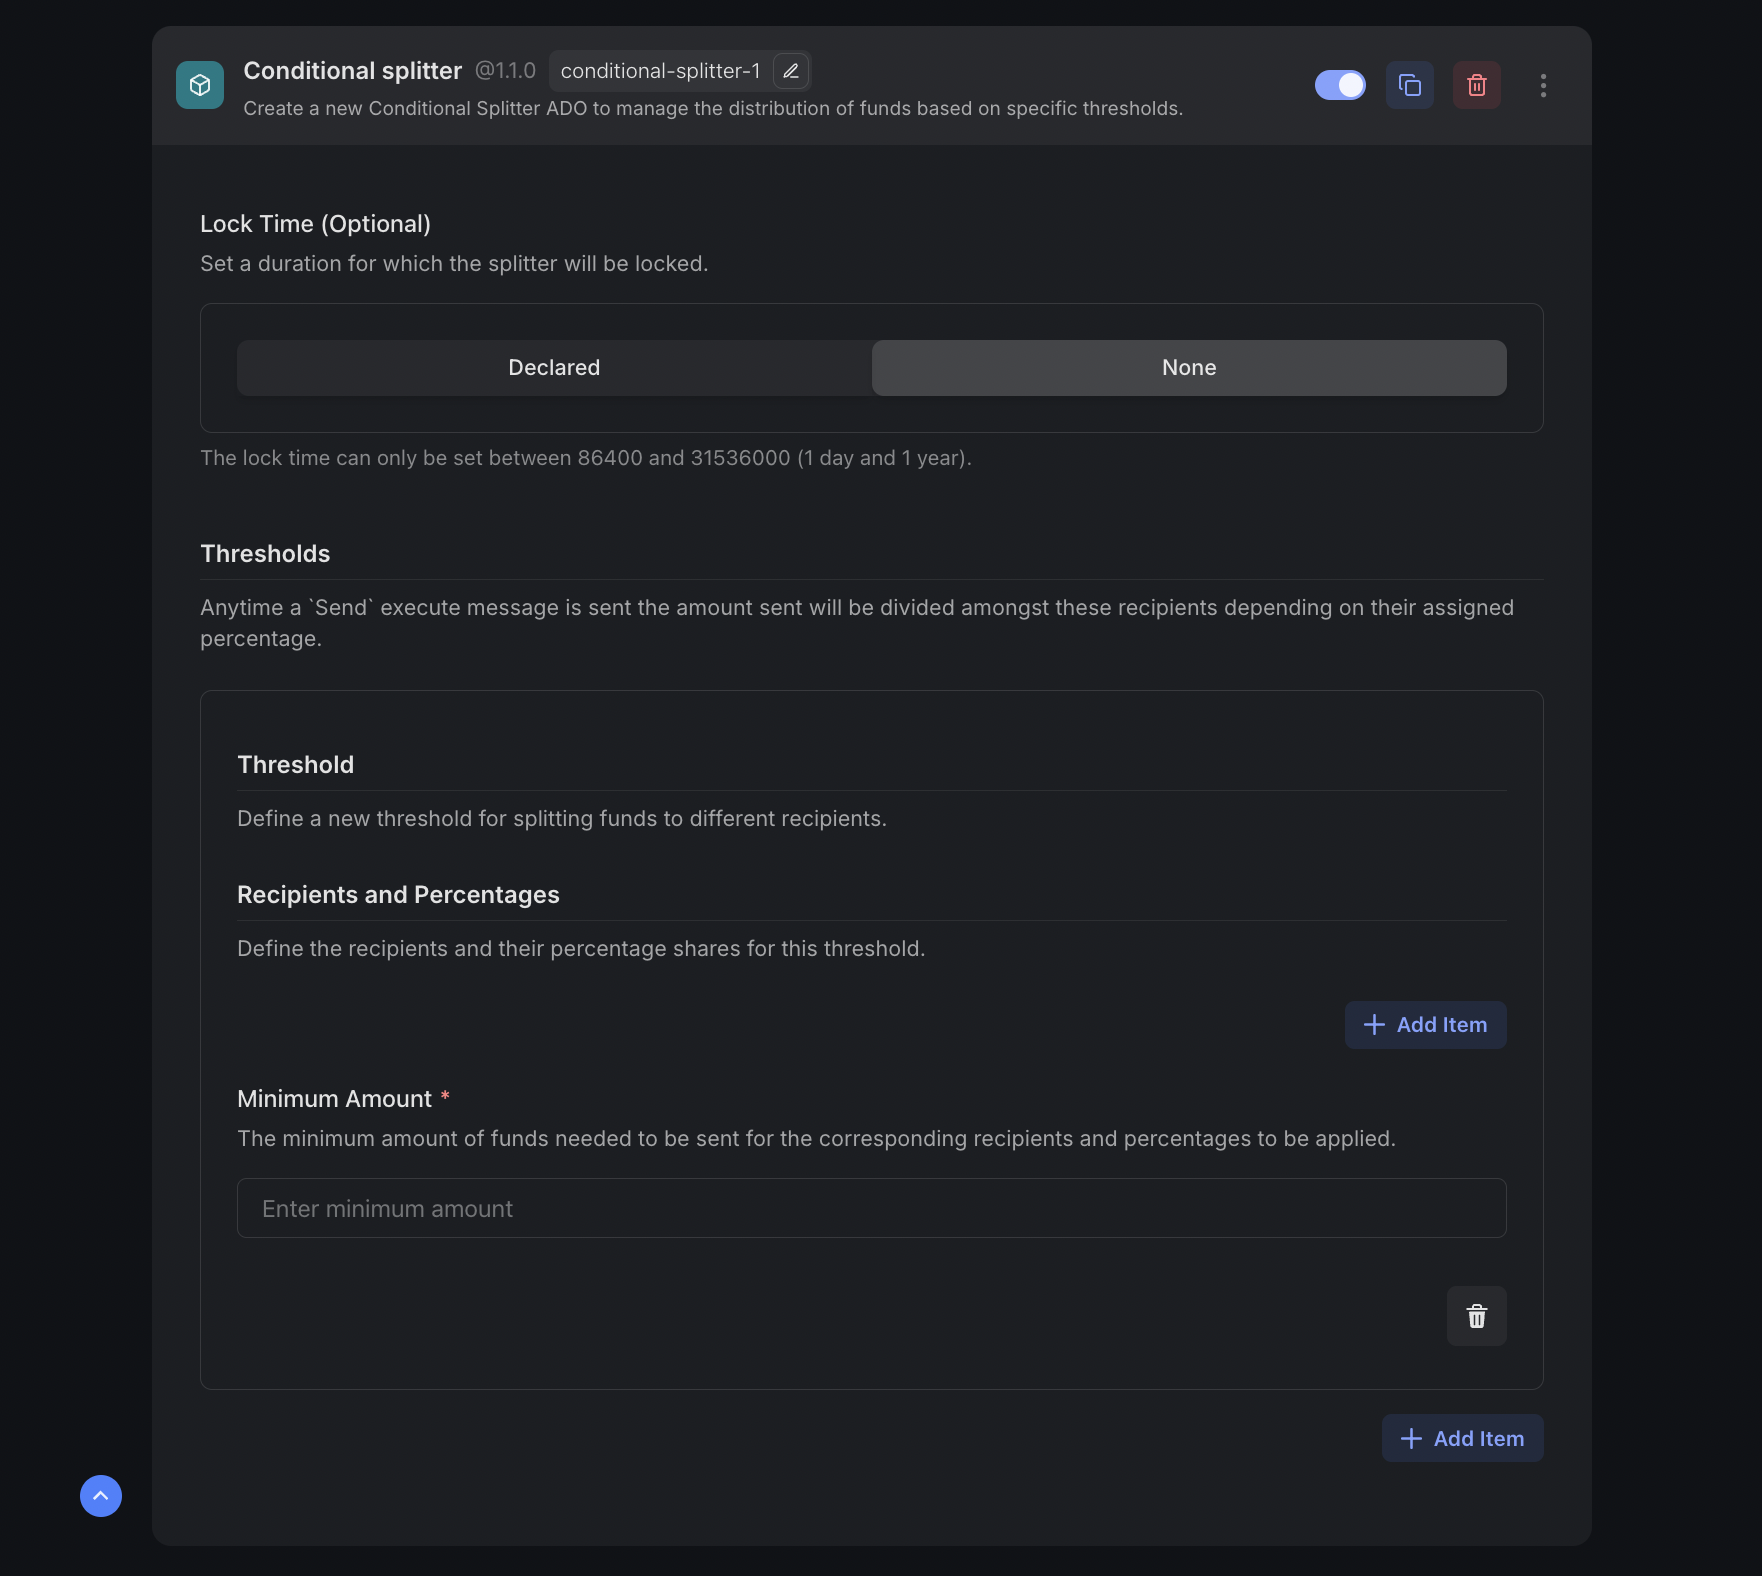 Conditional splitter @1.1.0 conditional-splitter-1
Create a new Conditional Splitter ADO to manage the distribution of funds based on specific thresholds.
Lock Time (Optional)
Set a duration for which the splitter will be locked.
Declared None
The lock time can only be set between 86400 and 31536000 (1 day and 1 year).
Thresholds
Anytime a `Send` execute message is sent the amount sent will be divided amongst these recipients depending on their assigned
percentage.
Threshold
Define a new threshold for splitting funds to different recipients.
Recipients and Percentages
Define the recipients and their percentage shares for this threshold.
Add Item
Minimum Amount *
The minimum amount of funds needed to be sent for the corresponding recipients and percentages to be applied.
Enter minimum amount
Add Item